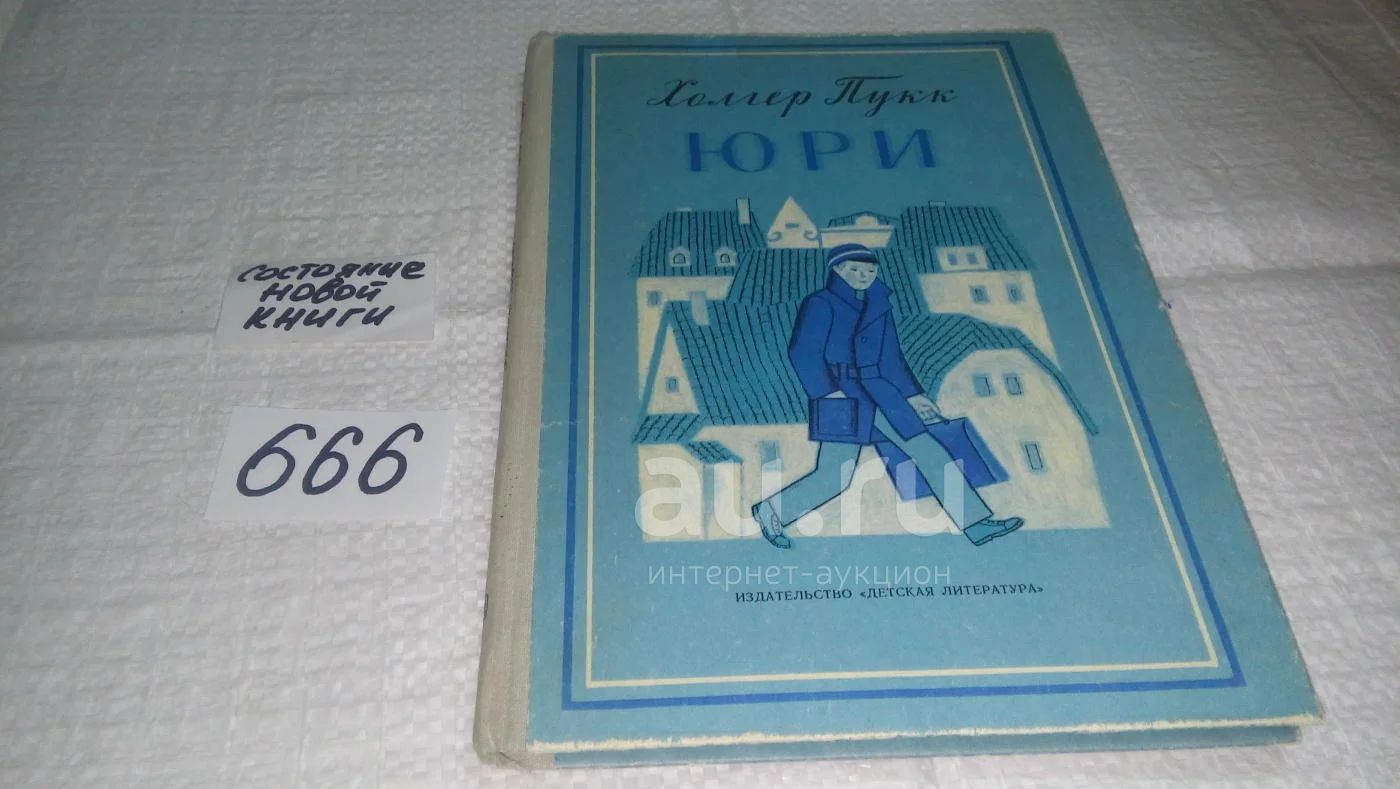 Холгер Пукк
ЮРИ
состояние
новой
книги
666
au.ru
интернет-аукцион
ИЗДАТЕЛЬСТВО «ДЕТСКАЯ ЛИТЕРАТУРА»